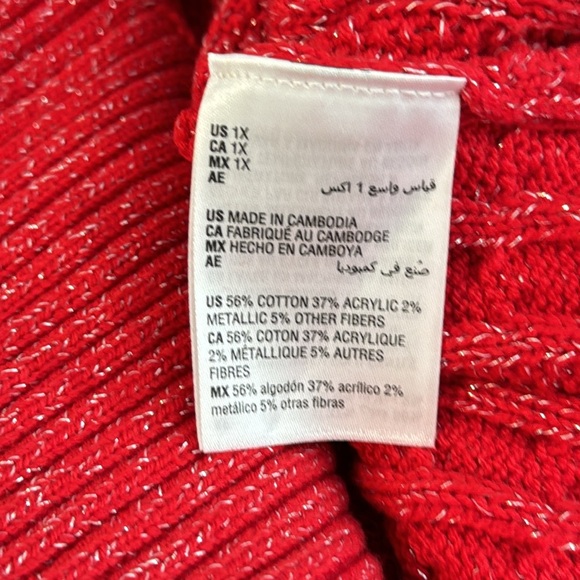 US 1X
CA 1X
MX 1X
AE
قياس واسع 1 اكس
US MADE IN CAMBODIA
CA FABRIQUÉ AU CAMBODGE
MX HECHO EN CAMBOYA
AE
صُنع في كمبوديا
US 56% COTTON 37% ACRYLIC 2%
METALLIC 5% OTHER FIBERS
CA 56% COTON 37% ACRYLIQUE
2% MÉTALLIQUE 5% AUTRES
FIBRES
MX 56% algodón 37% acrílico 2%
metálico 5% otras fibras